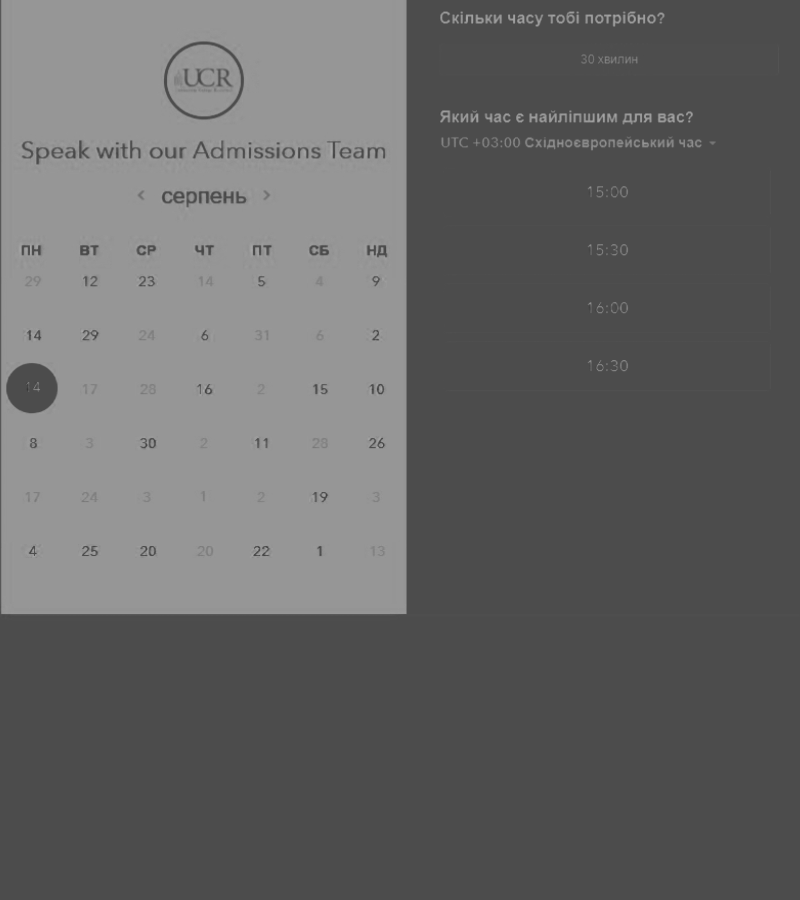 UCR
Speak with our Admissions Team
серпень
ПН ВТ СР ЧТ ПТ СБ НД
29 12 23 14 5 4 9
14 29 24 6 31 6 2
14 17 28 16 2 15 10
8 3 30 2 11 28 26
17 24 3 1 2 19 3
4 25 20 20 22 1 13
Скільки часу тобі потрібно?
30 хвилин
Який час є найліпшим для вас?
UTC +03:00 Східноєвропейський час
15:00
15:30
16:00
16:30